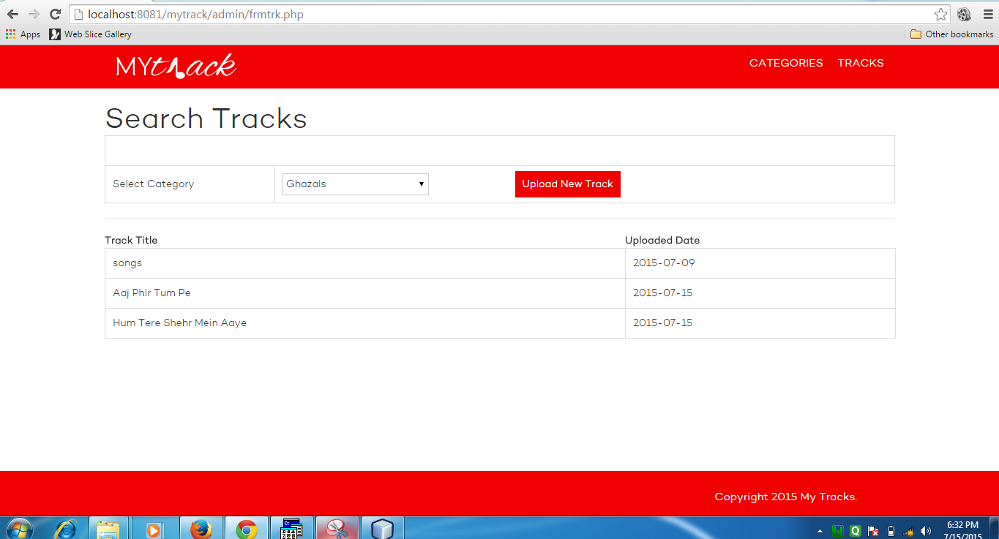 localhost:8081/mytrack/admin/frmtrk.php
Apps Web Slice Gallery Other bookmarks
MYtrack CATEGORIES TRACKS
Search Tracks
Select Category Ghazals Upload New Track
Track Title Uploaded Date
songs 2015-07-09
Aaj Phir Tum Pe 2015-07-15
Hum Tere Shehr Mein Aaye 2015-07-15
Copyright 2015 My Tracks.
6:32 PM
7/15/2015